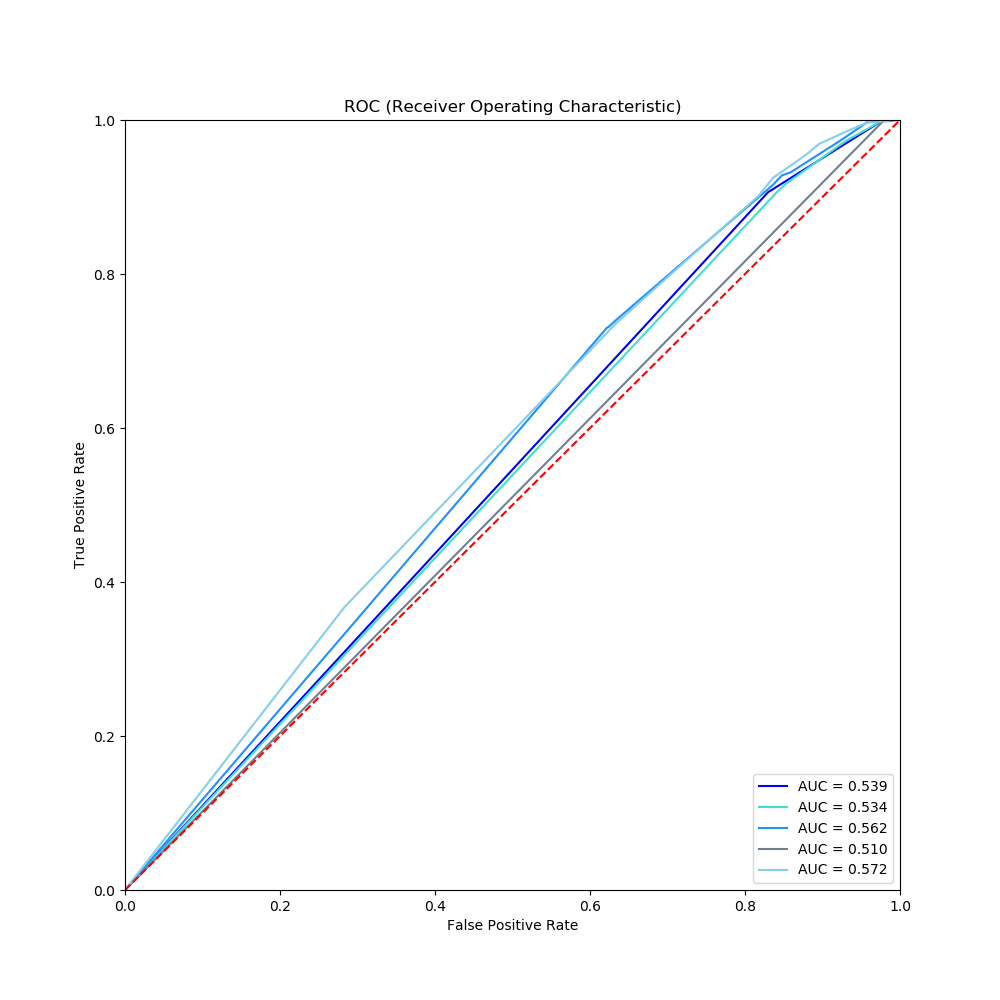 ROC (Receiver Operating Characteristic)
1.0
0.8
0.6
0.4
0.2
0.0
True Positive Rate
0.0 0.2 0.4 0.6 0.8 1.0
False Positive Rate
AUC = 0.539
AUC = 0.534
AUC = 0.562
AUC = 0.510
AUC = 0.572